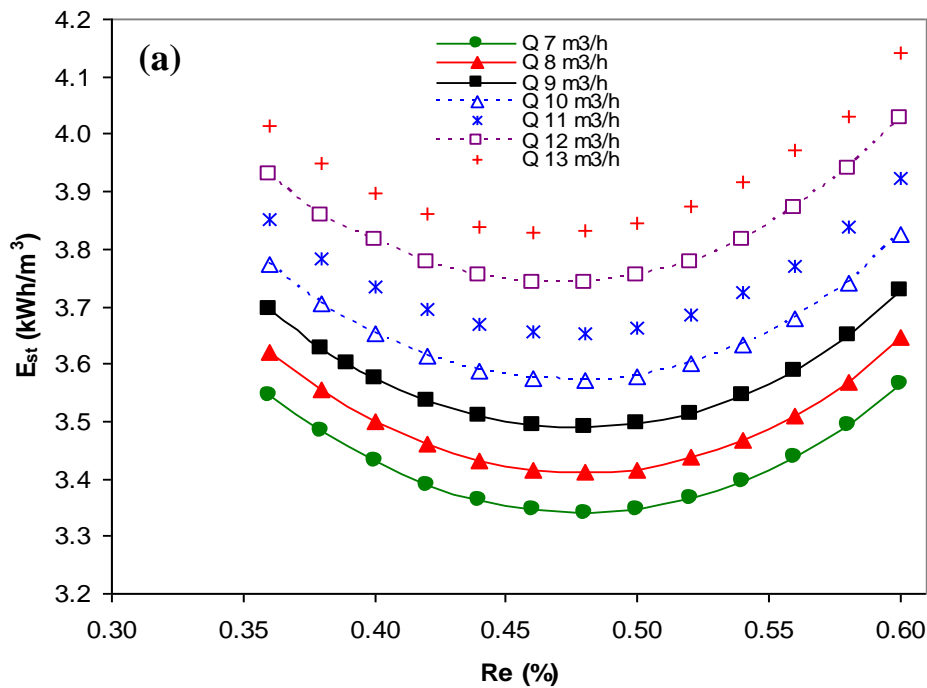 (a)
Q 7 m3/h
Q 8 m3/h
Q 9 m3/h
Q 10 m3/h
Q 11 m3/h
Q 12 m3/h
Q 13 m3/h
4.2
4.1
4.0
3.9
3.8
3.7
3.6
3.5
3.4
3.3
3.2
E_st (kWh/m³)
0.30 0.35 0.40 0.45 0.50 0.55 0.60
Re (%)